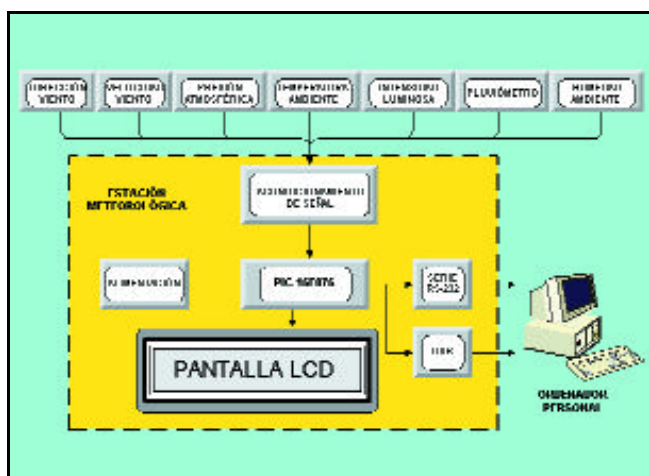 DIRECCIÓN
VIENTO
VELOCIDAD
VIENTO
PRESIÓN
ATMOSFÉRICA
TEMPERATURA
AMBIENTE
INTENSIDAD
LUMINOSA
PLUVIÓMETRO
HUMEDAD
AMBIENTE
ESTACIÓN
METEOROLÓGICA
ACONDICIONAMIENTO
DE SEÑAL
ALIMENTACIÓN
PIC
SERIE
RS-232
PANTALLA LCD
ORDENADOR
PERSONAL